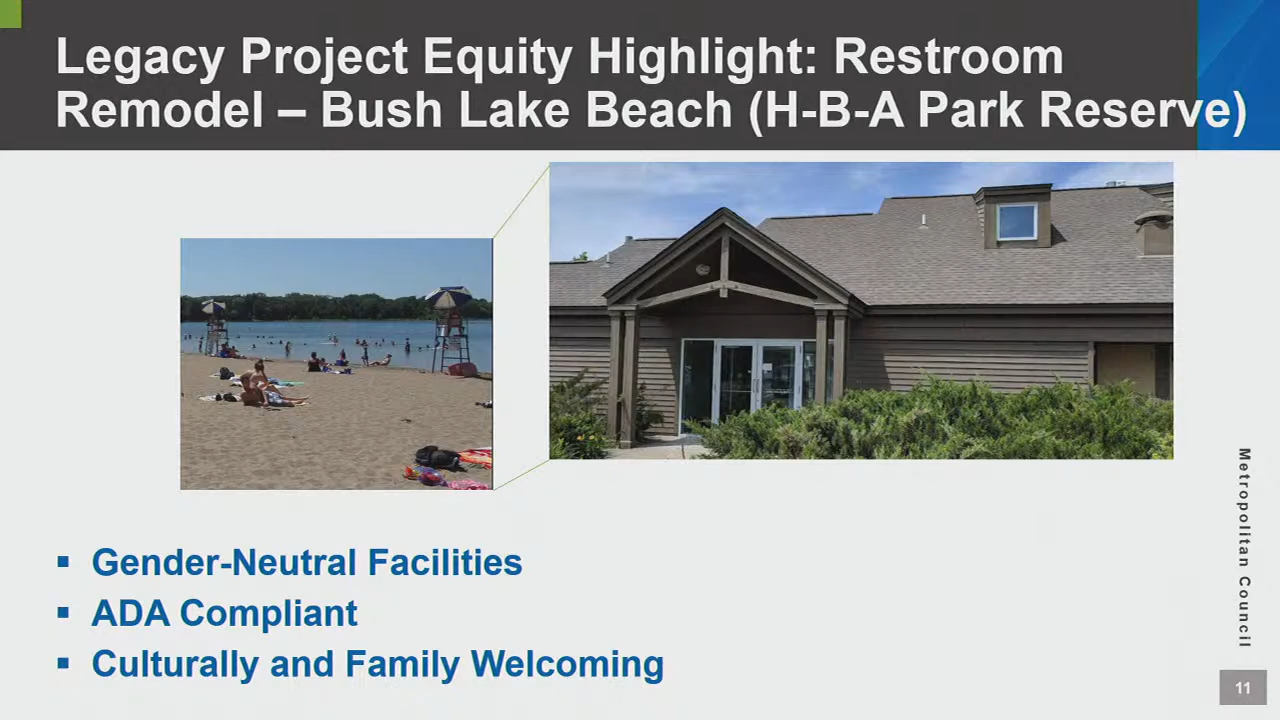 Legacy Project Equity Highlight: Restroom
Remodel – Bush Lake Beach (H-B-A Park Reserve)
▪ Gender-Neutral Facilities
▪ ADA Compliant
▪ Culturally and Family Welcoming
Metropolitan Council
11